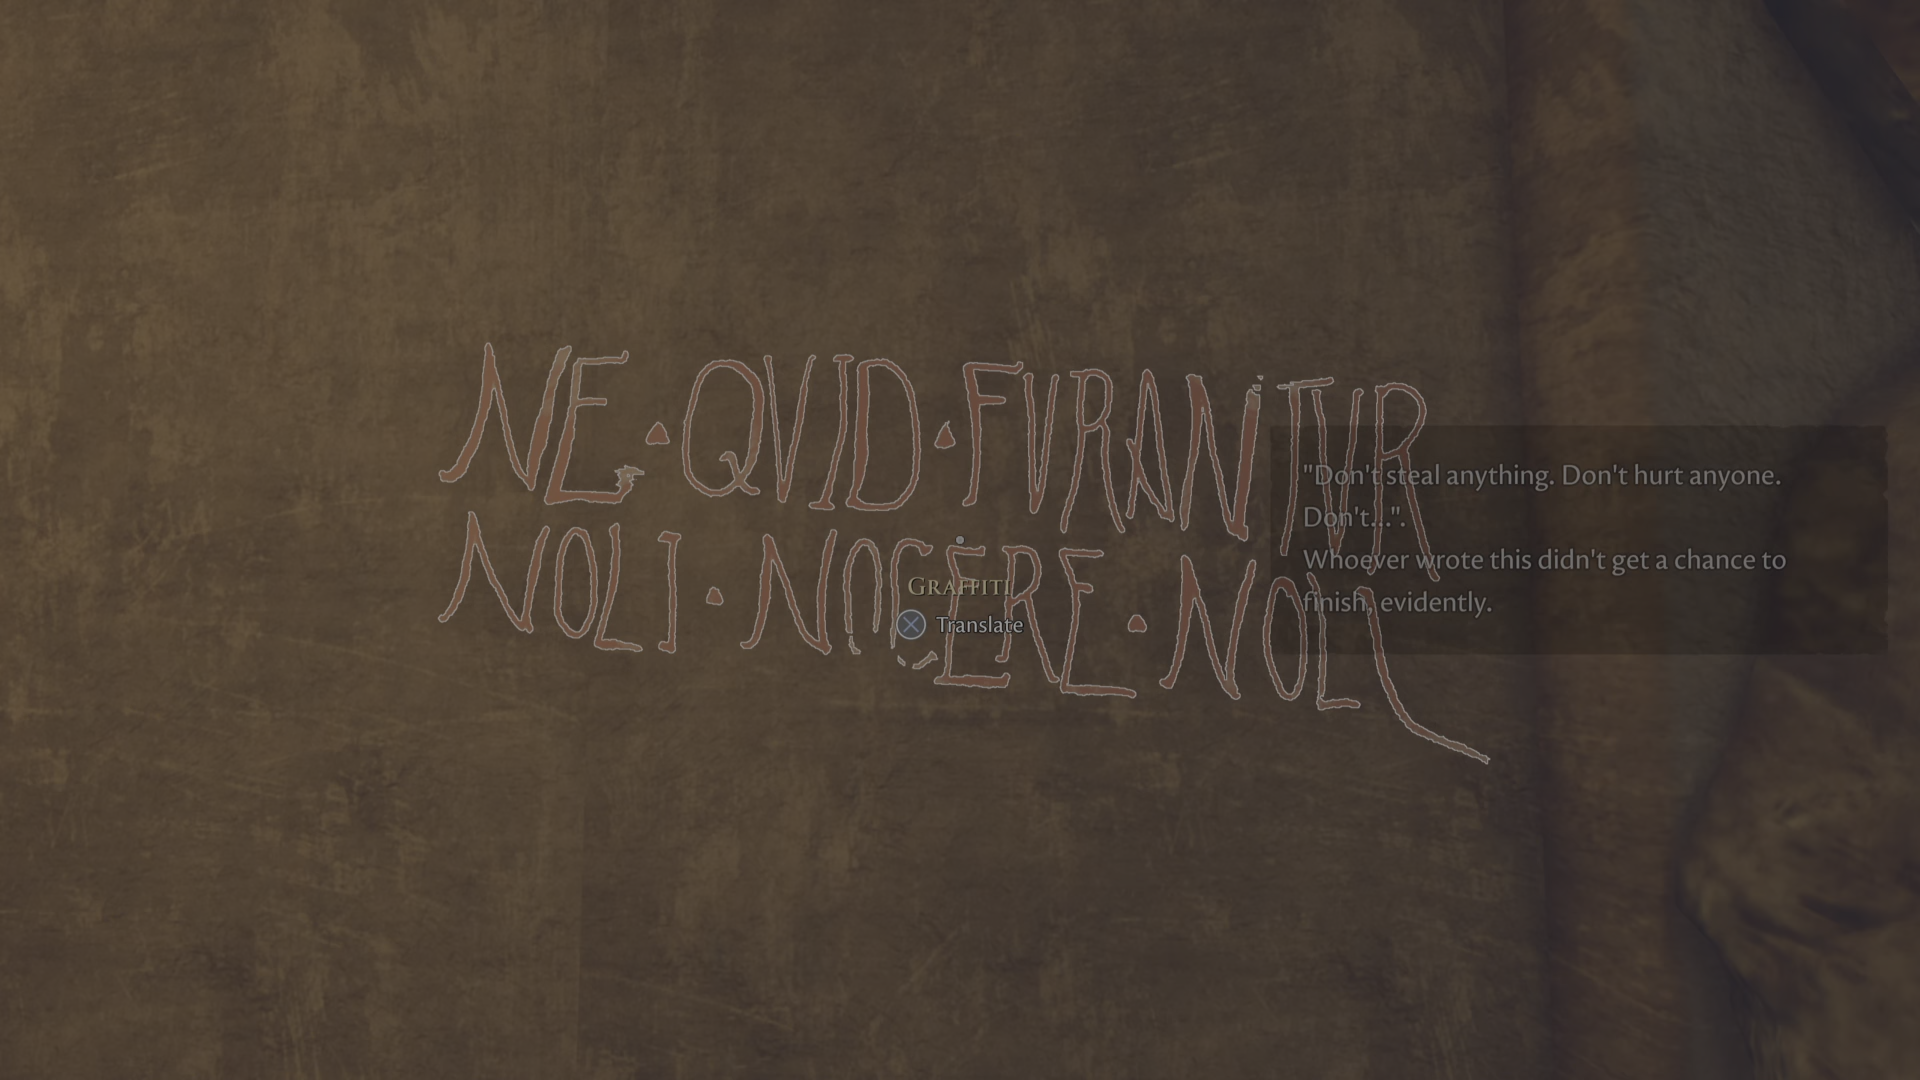 NE · QVID · FVRANTVR
NOLI · NOCERE · NOLI
"Don't steal anything. Don't hurt anyone.
Don't...".
Whoever wrote this didn't get a chance to
finish, evidently.
GRAFFITI
Translate